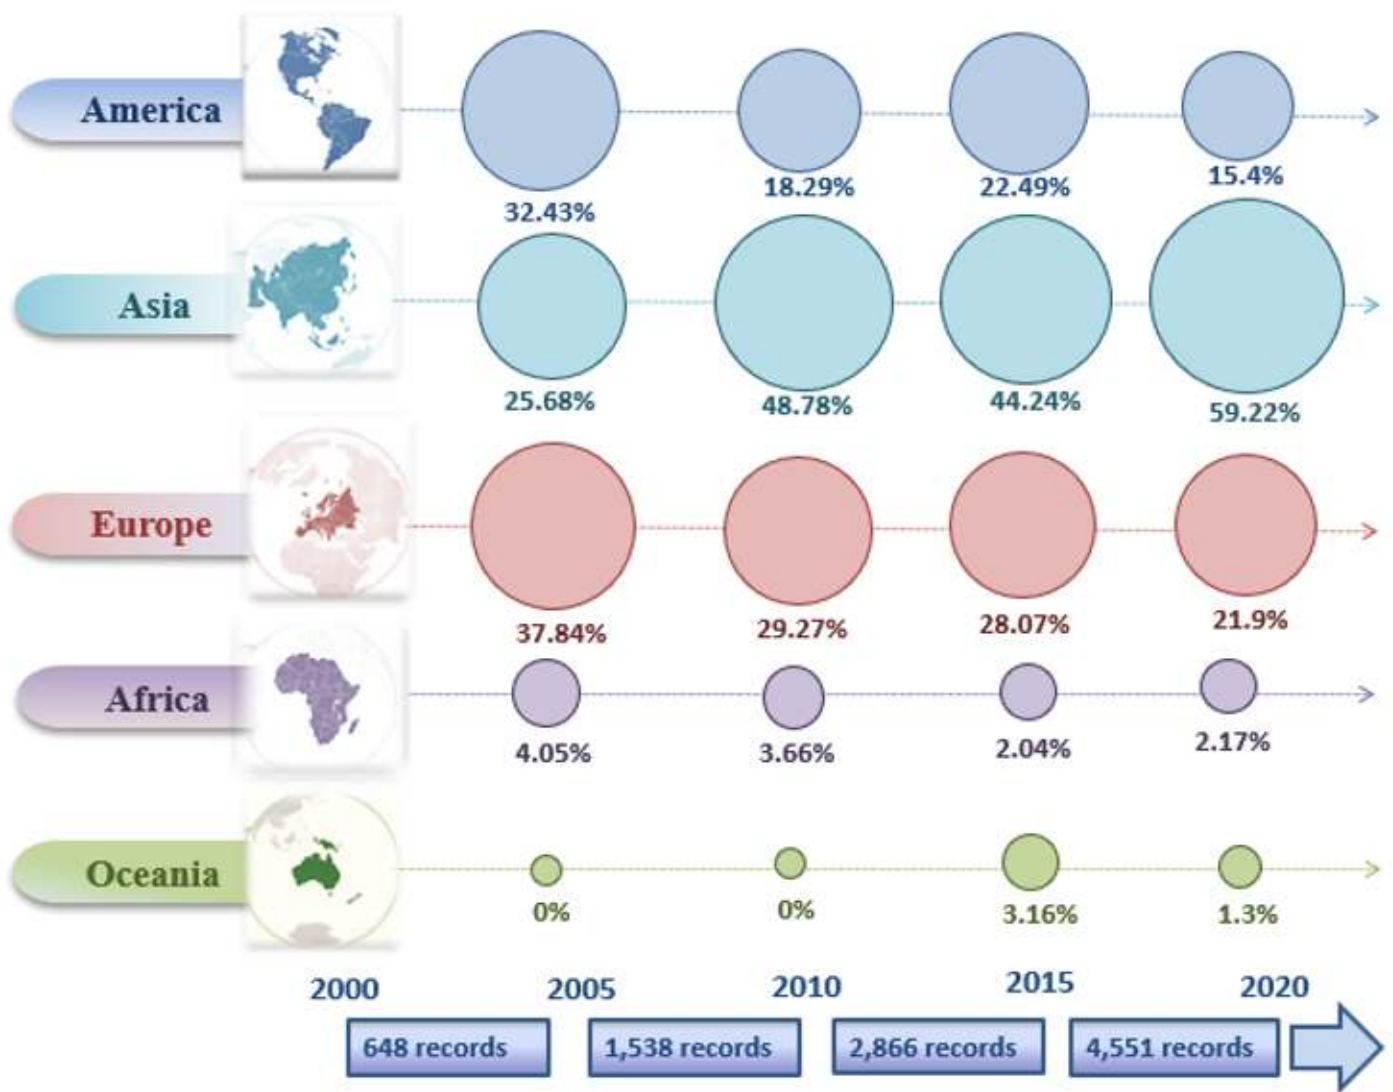 America
32.43%
18.29%
22.49%
15.4%
Asia
25.68%
48.78%
44.24%
59.22%
Europe
37.84%
29.27%
28.07%
21.9%
Africa
4.05%
3.66%
2.04%
2.17%
Oceania
0%
0%
3.16%
1.3%
2000
2005
2010
2015
2020
648 records
1,538 records
2,866 records
4,551 records